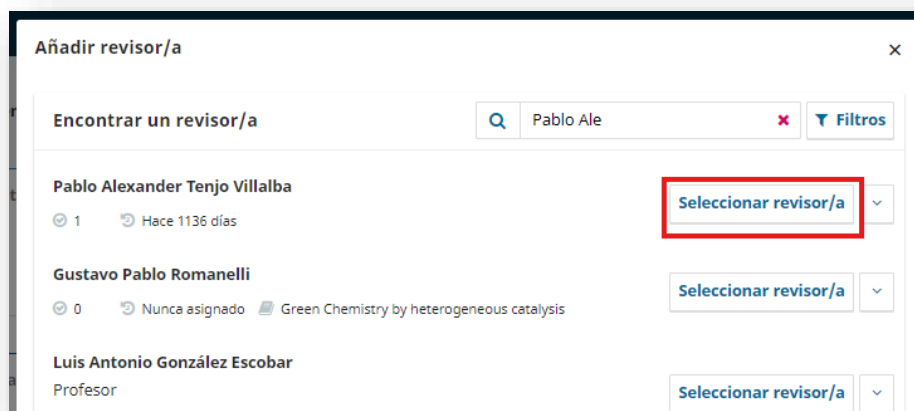 Añadir revisor/a
Encontrar un revisor/a
Pablo Ale
Filtros
Pablo Alexander Tenjo Villalba
Seleccionar revisor/a
1 Hace 1136 días
Gustavo Pablo Romanelli
Seleccionar revisor/a
0 Nunca asignado Green Chemistry by heterogeneous catalysis
Luis Antonio González Escobar
Profesor
Seleccionar revisor/a